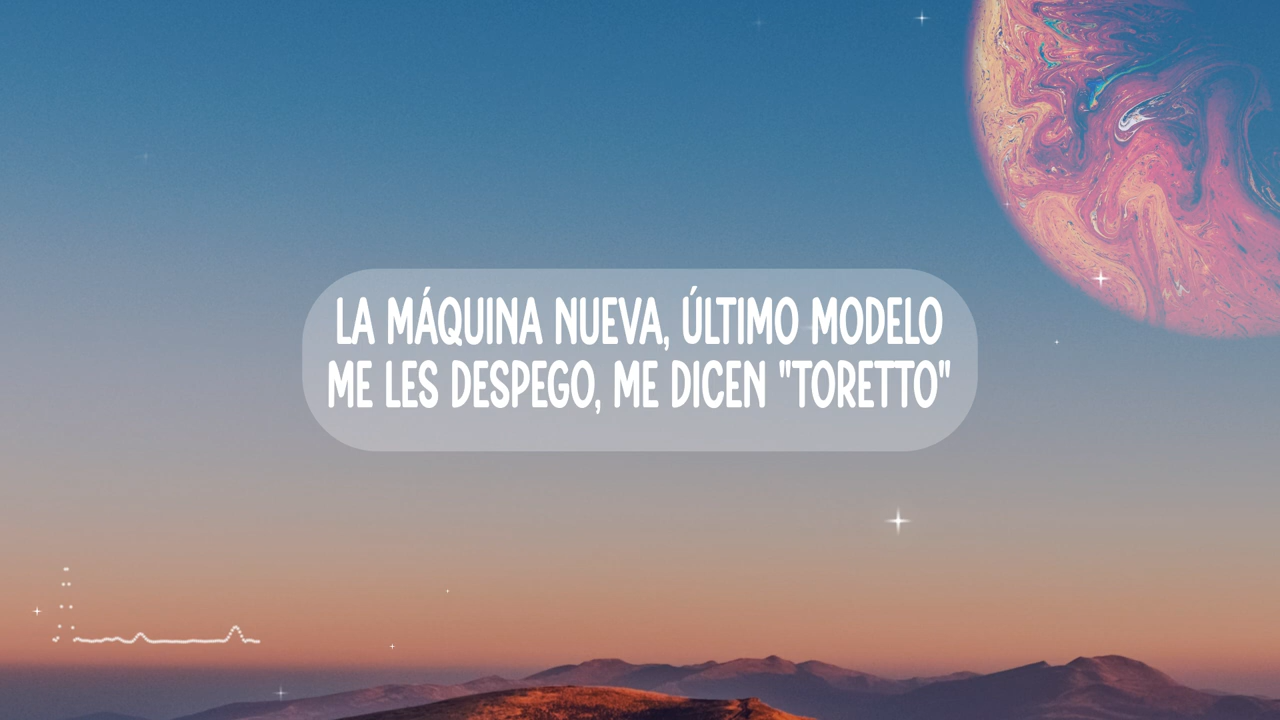 LA MÁQUINA NUEVA, ÚLTIMO MODELO
ME LES DESPEGO, ME DICEN "TORETTO"